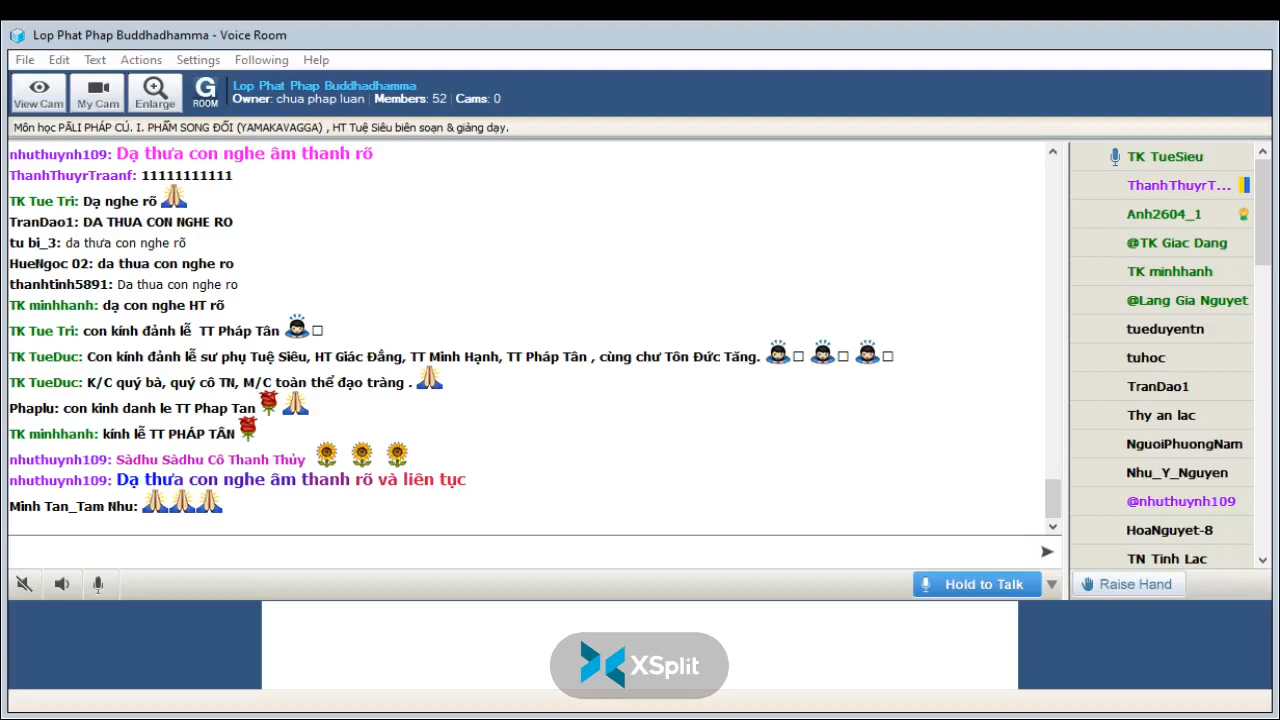 Lop Phat Phap Buddhadhamma - Voice Room
File Edit Text Actions Settings Following Help
View Cam My Cam Enlarge G ROOM
Lop Phat Phap Buddhadhamma
Owner: chua phap luan | Members: 52 | Cams: 0
Môn học PĀLI PHÁP CÚ. I. PHẨM SONG ĐỐI (YAMAKAVAGGA) , HT Tuệ Siêu biên soạn & giảng dạy.
nhuthuynh109: Dạ thưa con nghe âm thanh rõ
ThanhThuyrTraanf: 11111111111
TK Tue Tri: Dạ nghe rõ
TranDao1: DA THUA CON NGHE RO
tu bi_3: da thưa con nghe rõ
HueNgoc 02: da thua con nghe ro
thanhtinh5891: Da thua con nghe ro
TK minhhanh: dạ con nghe HT rõ
TK Tue Tri: con kính đảnh lễ TT Pháp Tân
TK TueDuc: Con kính đảnh lễ sư phụ Tuệ Siêu, HT Giác Đẳng, TT Minh Hạnh, TT Pháp Tân , cùng chư Tôn Đức Tăng.
TK TueDuc: K/C quý bà, quý cô TN, M/C toàn thể đạo tràng .
Phaplu: con kinh danh le TT Phap Tan
TK minhhanh: kính lễ TT PHÁP TÂN
nhuthuynh109: Sàdhu Sàdhu Cô Thanh Thủy
nhuthuynh109: Dạ thưa con nghe âm thanh rõ và liên tục
Minh Tan_Tam Nhu:
Hold to Talk
TK TueSieu
ThanhThuyrT...
Anh2604_1
@TK Giac Dang
TK minhhanh
@Lang Gia Nguyet
tueduyentn
tuhoc
TranDao1
Thy an lac
NguoiPhuongNam
Nhu_Y_Nguyen
@nhuthuynh109
HoaNguyet-8
TN Tinh Lac
Raise Hand
XSplit